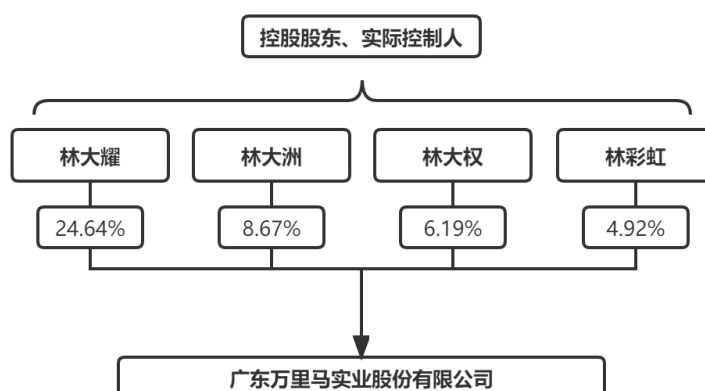 控股股东、实际控制人
林大耀
林大洲
林大权
林彩虹
24.64%
8.67%
6.19%
4.92%
广东万里马实业股份有限公司